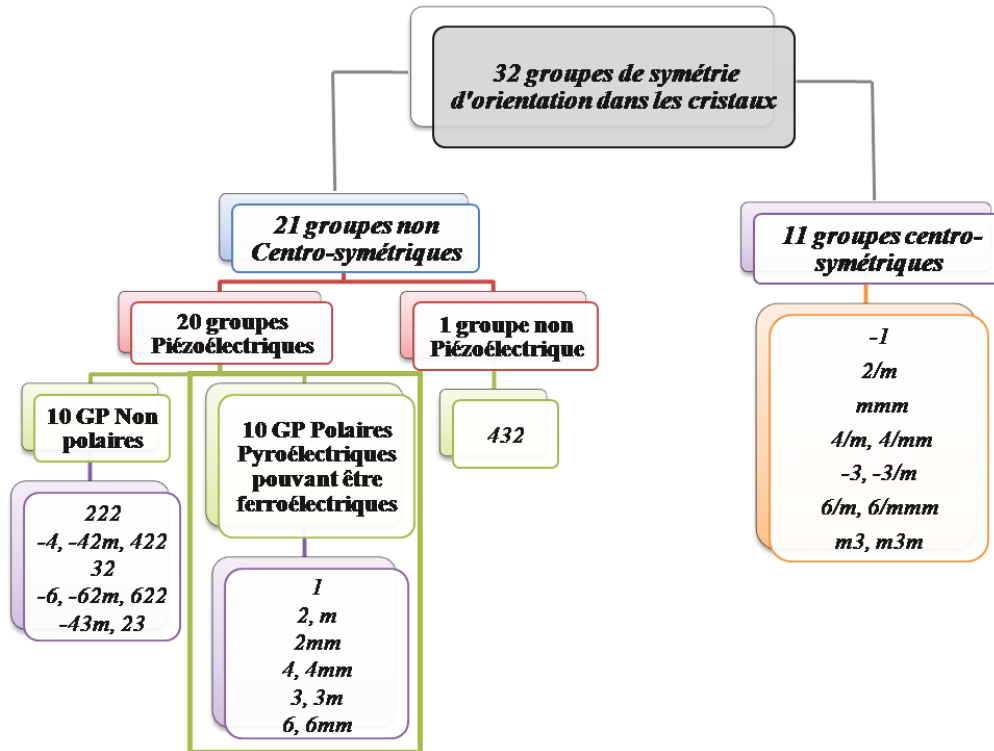 32 groupes de symétrie
d'orientation dans les cristaux
21 groupes non
Centro-symétriques
11 groupes centro-
symétriques
20 groupes
Piézoélectriques
1 groupe non
Piézoélectrique
10 GP Non
polaires
10 GP Polaires
Pyroélectriques
pouvant être
ferroélectriques
432
222
-4, -42m, 422
32
-6, -62m, 622
-43m, 23
1
2, m
2mm
4, 4mm
3, 3m
6, 6mm
-1
2/m
mmm
4/m, 4/mm
-3, -3/m
6/m, 6/mmm
m3, m3m